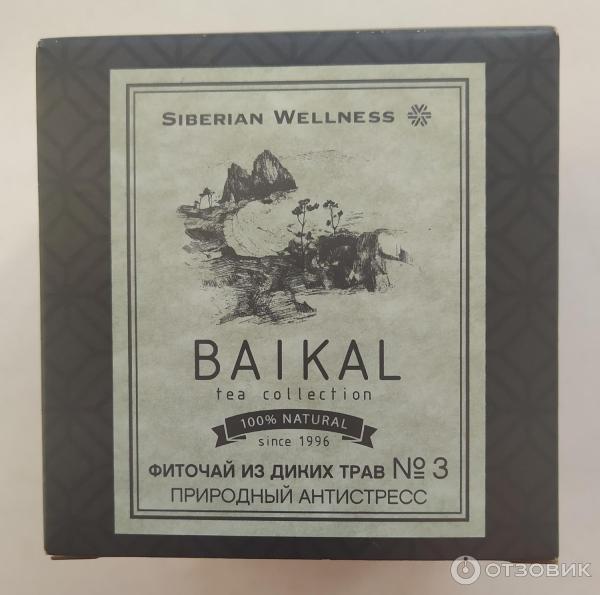 SIBERIAN WELLNESS
BAIKAL
tea collection
100% NATURAL
since 1996
ФИТОЧАЙ ИЗ ДИКИХ ТРАВ № 3
ПРИРОДНЫЙ АНТИСТРЕСС
ОТЗОВИК